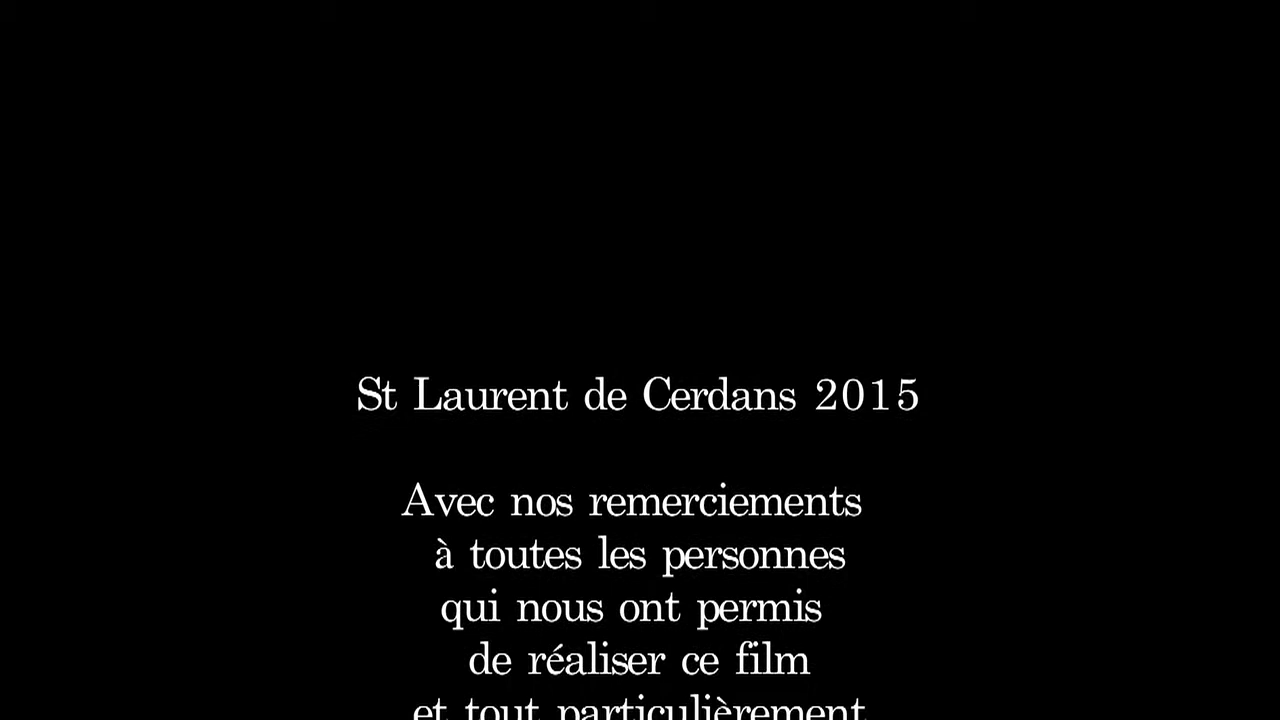 St Laurent de Cerdans 2015
Avec nos remerciements
à toutes les personnes
qui nous ont permis
de réaliser ce film
et tout particulièrement